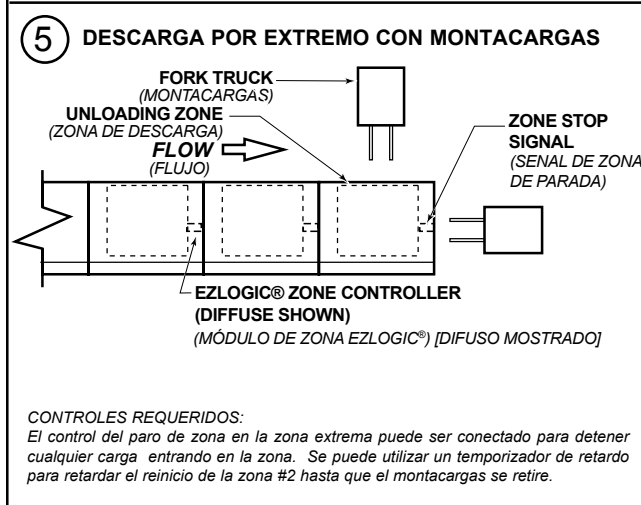 5 DESCARGA POR EXTREMO CON MONTACARGAS
FORK TRUCK
(MONTACARGAS)
UNLOADING ZONE
(ZONA DE DESCARGA)
FLOW
(FLUJO)
ZONE STOP
SIGNAL
(SENAL DE ZONA
DE PARADA)
EZLOGIC® ZONE CONTROLLER
(DIFFUSE SHOWN)
(MÓDULO DE ZONA EZLOGIC®) [DIFUSO MOSTRADO]
CONTROLES REQUERIDOS:
El control del paro de zona en la zona extrema puede ser conectado para detener
cualquier carga entrando en la zona. Se puede utilizar un temporizador de retardo
para retardar el reinicio de la zona #2 hasta que el montacargas se retire.